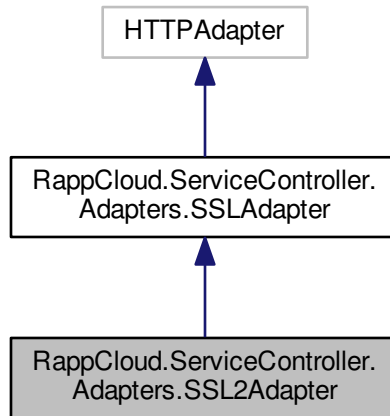 HTTPAdapter
RappCloud.ServiceController.
Adapters.SSLAdapter
RappCloud.ServiceController.
Adapters.SSL2Adapter